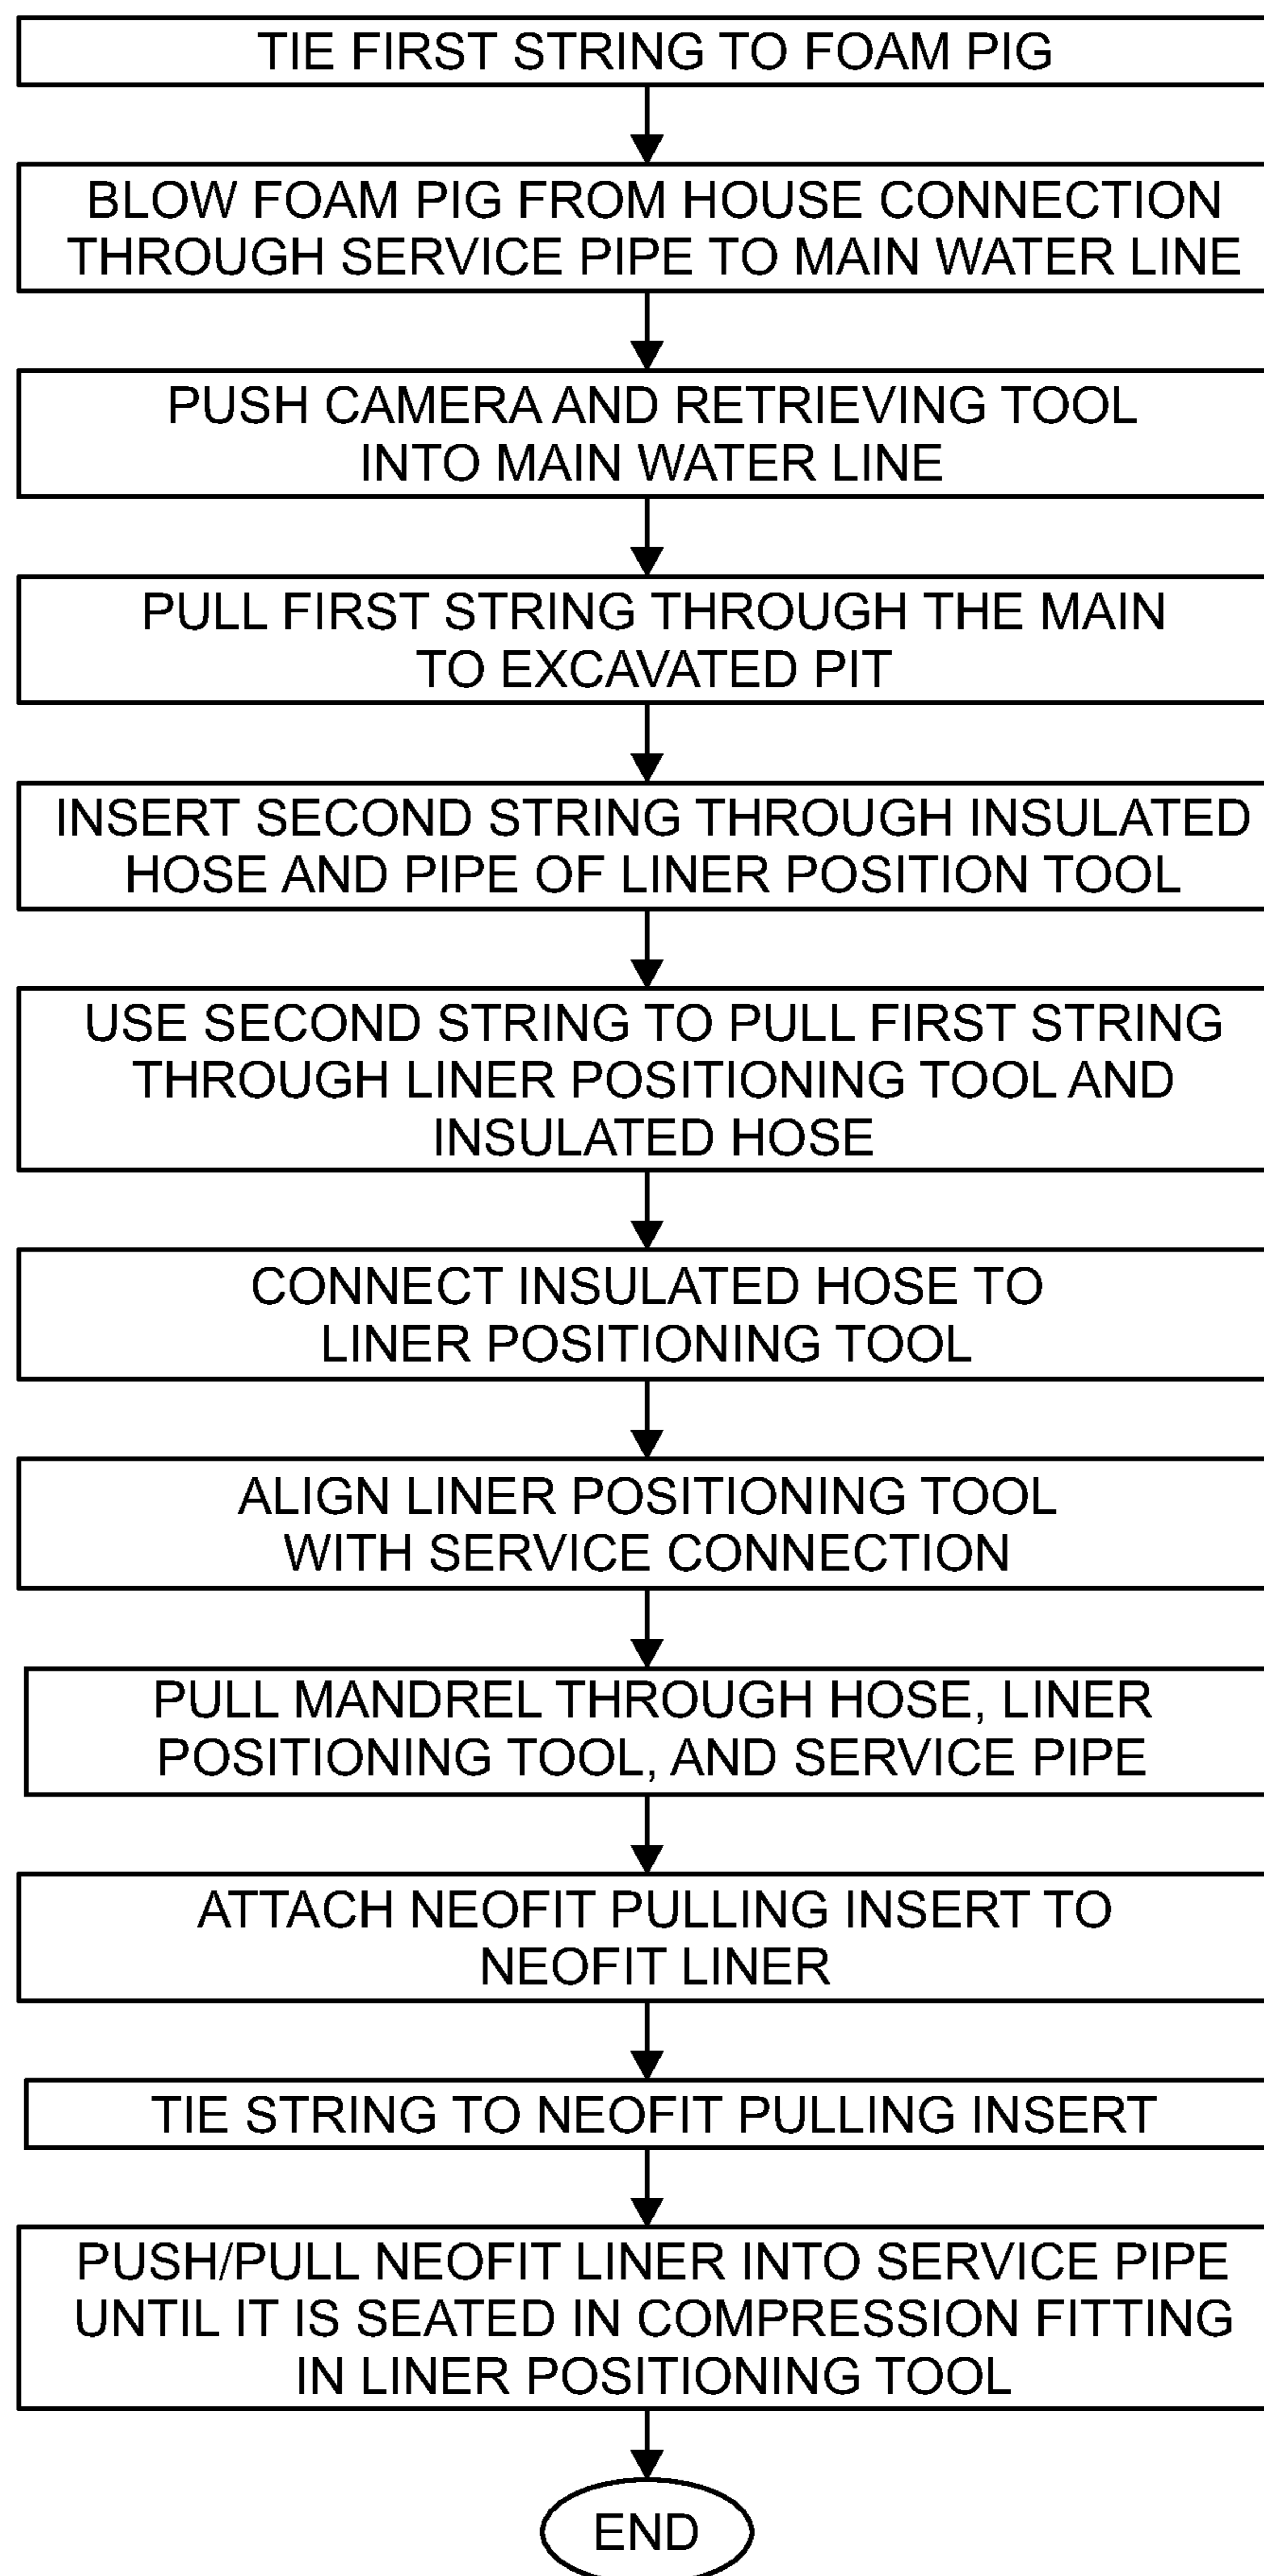 TIE FIRST STRING TO FOAM PIG
BLOW FOAM PIG FROM HOUSE CONNECTION
THROUGH SERVICE PIPE TO MAIN WATER LINE
PUSH CAMERA AND RETRIEVING TOOL
INTO MAIN WATER LINE
PULL FIRST STRING THROUGH THE MAIN
TO EXCAVATED PIT
INSERT SECOND STRING THROUGH INSULATED
HOSE AND PIPE OF LINER POSITION TOOL
USE SECOND STRING TO PULL FIRST STRING
THROUGH LINER POSITIONING TOOL AND
INSULATED HOSE
CONNECT INSULATED HOSE TO
LINER POSITIONING TOOL
ALIGN LINER POSITIONING TOOL
WITH SERVICE CONNECTION
PULL MANDREL THROUGH HOSE, LINER
POSITIONING TOOL, AND SERVICE PIPE
ATTACH NEOFIT PULLING INSERT TO
NEOFIT LINER
TIE STRING TO NEOFIT PULLING INSERT
PUSH/PULL NEOFIT LINER INTO SERVICE PIPE
UNTIL IT IS SEATED IN COMPRESSION FITTING
IN LINER POSITIONING TOOL
END